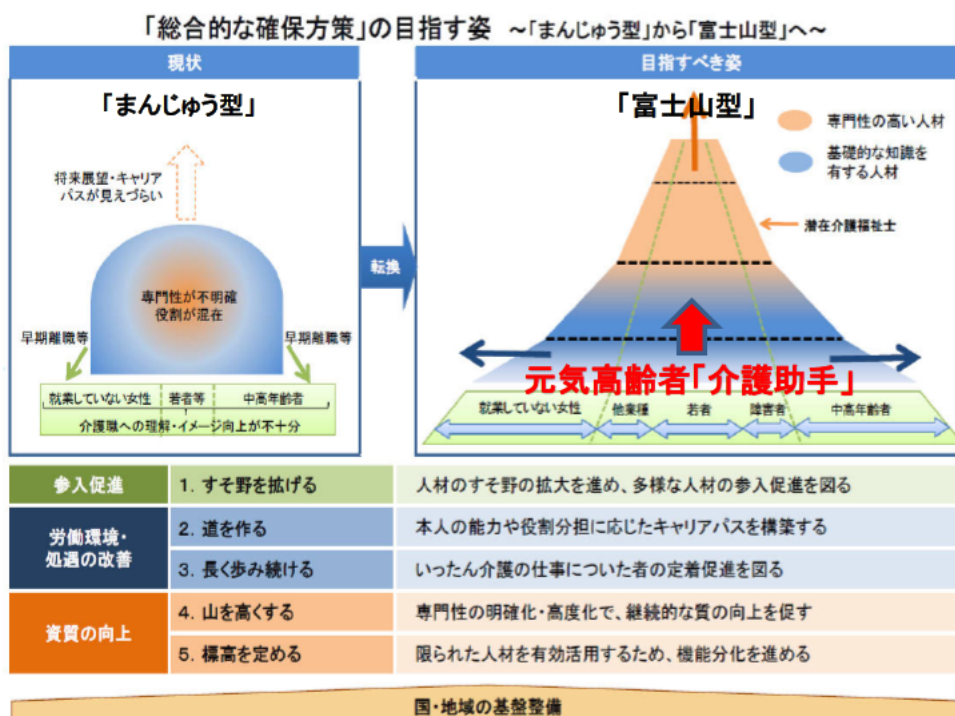 「総合的な確保方策」の目指す姿 ~「まんじゅう型」から「富士山型」へ~
現状
「まんじゅう型」
将来展望・キャリア
パスが見えづらい
専門性が不明確
役割が混在
早期離職等
早期離職等
就業していない女性
若者等
中高年齢者
介護職への理解・イメージ向上が不十分
転換
目指すべき姿
「富士山型」
専門性の高い人材
基礎的な知識を
有する人材
潜在介護福祉士
元気高齢者「介護助手」
就業していない女性
他業種
若者
障害者
中高年齢者
参入促進
1. すそ野を拡げる
人材のすそ野の拡大を進め、多様な人材の参入促進を図る
労働環境・
処遇の改善
2. 道を作る
本人の能力や役割分担に応じたキャリアパスを構築する
3. 長く歩み続ける
いったん介護の仕事についた者の定着促進を図る
資質の向上
4. 山を高くする
専門性の明確化・高度化で、継続的な質の向上を促す
5. 標高を定める
限られた人材を有効活用するため、機能分化を進める
国・地域の基盤整備